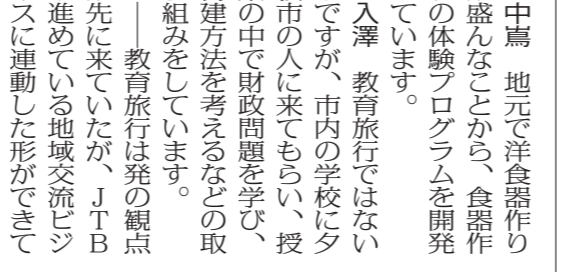 中嶌　地元で洋食器作り
盛んなことから、食器作
の体験プログラムを開発
ています。
入澤　教育旅行ではない
ですが、市内の学校に夕
市の人に来てもらい、授
の中で財政問題を学び、
建方法を考えるなどの取
組みをしています。
――教育旅行は発の観点
先に来ていたが、ＪＴＢ
進めている地域交流ビジ
スに連動した形ができて